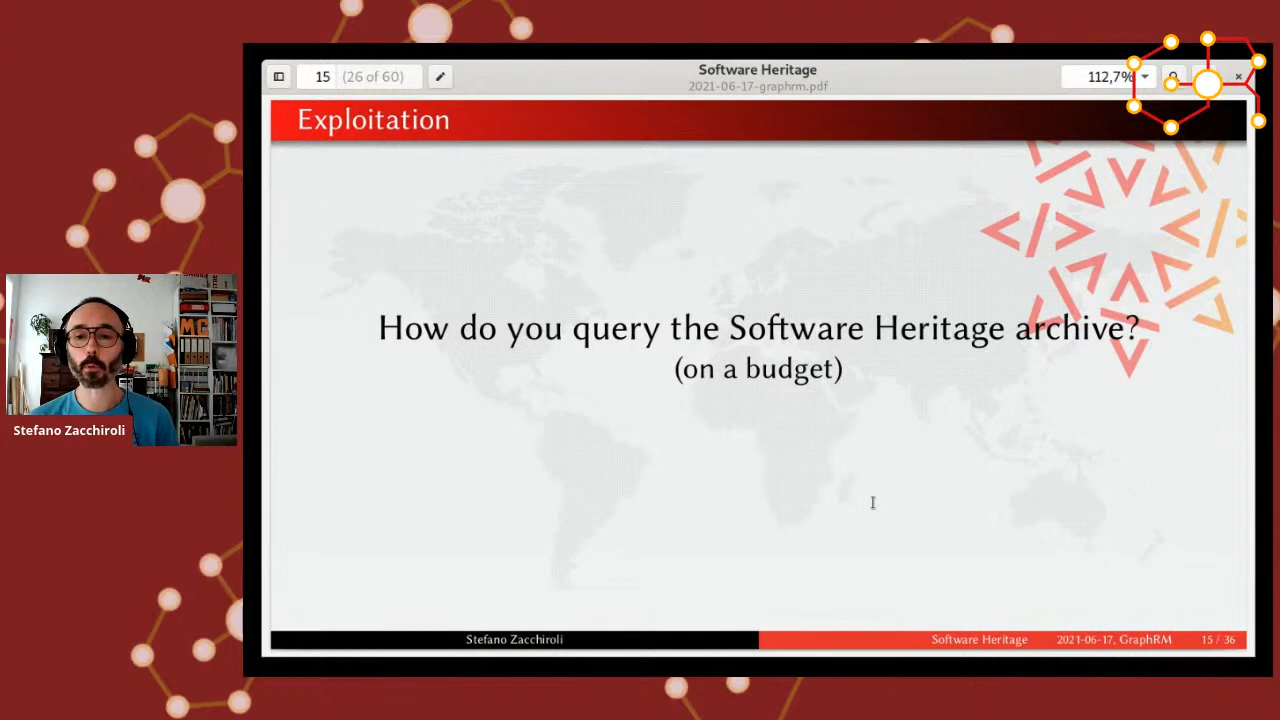 Software Heritage
2021-06-17-graphrm.pdf
15 (26 of 60)
112,7%
Exploitation
How do you query the Software Heritage archive?
(on a budget)
MG
Stefano Zacchiroli
Stefano Zacchiroli
Software Heritage 2021-06-17, GraphRM 15 / 36